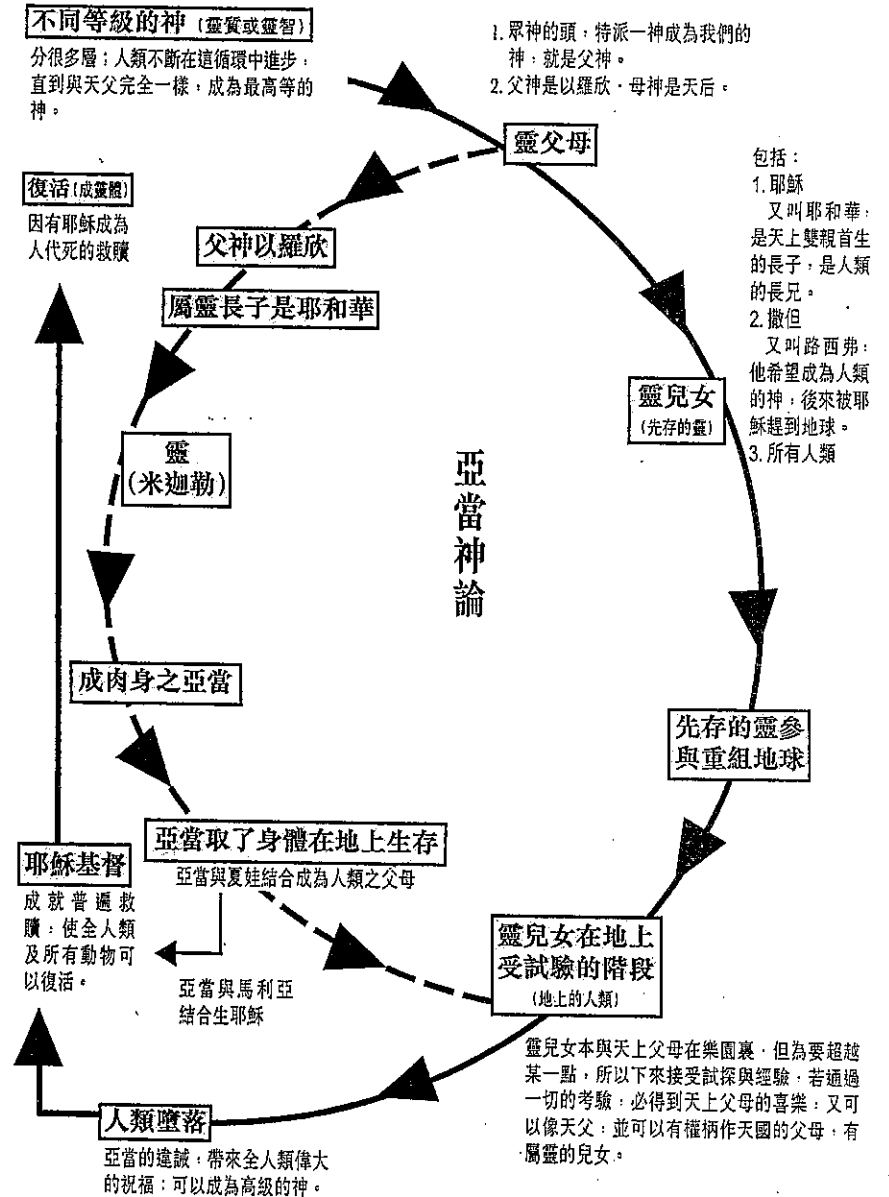 不同等級的神(靈質或靈智)
分很多層；人類不斷在這循環中進步，
直到與天父完全一樣，成為最高等的
神。
1.眾神的頭，特派一神成為我們的
神，就是父神。
2.父神是以羅欣．母神是天后。
靈父母
包括：
1.耶穌
又叫耶和華，
是天上雙親首生
的長子，是人類
的長兄。
2.撒但
又叫路西弗，
他希望成為人類
的神，後來被耶
穌趕到地球。
3.所有人類
復活(成靈體)
因有耶穌成為
人代死的救贖
父神以羅欣
屬靈長子是耶和華
靈兒女
(先存的靈)
靈
(米迦勒)
亞當神論
成肉身之亞當
先存的靈參
與重組地球
亞當取了身體在地上生存
亞當與夏娃結合成為人類之父母
耶穌基督
成就普遍救
贖，使全人類
及所有動物可
以復活。
亞當與馬利亞
結合生耶穌
靈兒女在地上
受試驗的階段
(地上的人類)
靈兒女本與天上父母在樂園裏．但為要超越
某一點，所以下來接受試探與經驗，若通過
一切的考驗，必得到天上父母的喜樂，又可
以像天父，並可以有權柄作天國的父母，有
屬靈的兒女。
人類墮落
亞當的違誡，帶來全人類偉大
的祝福，可以成為高級的神。